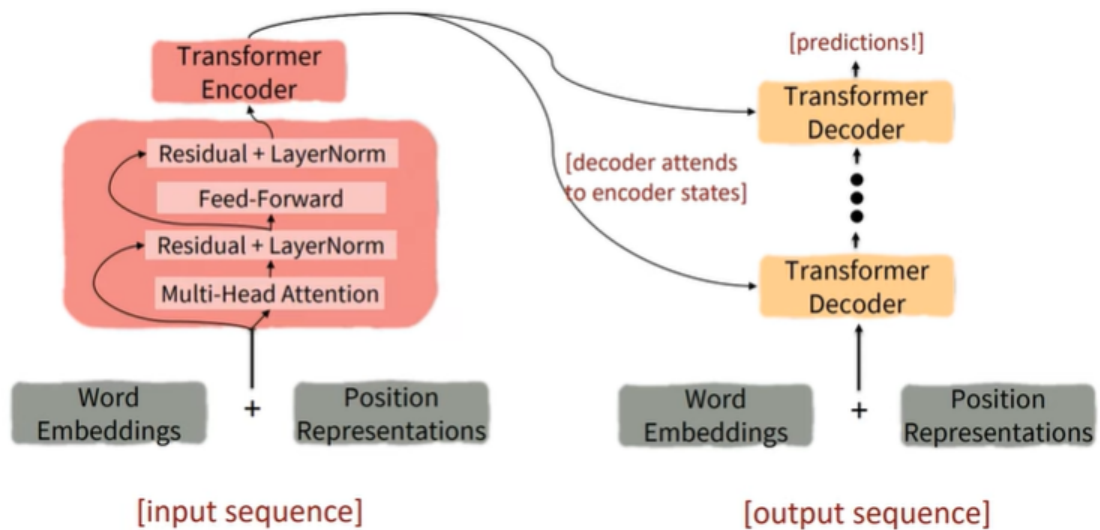 Transformer
Encoder
Residual + LayerNorm
Feed-Forward
Residual + LayerNorm
Multi-Head Attention
Word
Embeddings
+
Position
Representations
[input sequence]
[decoder attends
to encoder states]
[predictions!]
Transformer
Decoder
Transformer
Decoder
Word
Embeddings
+
Position
Representations
[output sequence]